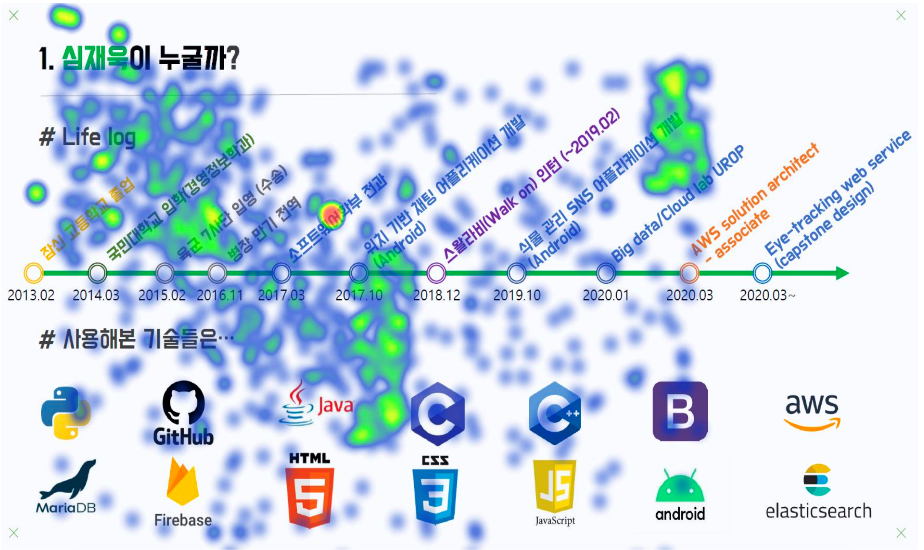 1. 심재욱이 누굴까?
# Life log
잠신 고등학교 졸업
국민대학교 입학(경영정보학과)
육군 7사단 입영 (수송)
병장 만기 전역
소프트웨어학부 전과
위치 기반 채팅 어플리케이션 개발
(Android)
스왈라비(Walk on) 인턴 (~2019.02)
식물 관리 SNS 어플리케이션 개발
(Android)
Big data/Cloud lab UROP
AWS solution architect
- associate
Eye-tracking web service
(capstone design)
2013.02 2014.03 2015.02 2016.11 2017.03 2017.10 2018.12 2019.10 2020.01 2020.03 2020.03~
# 사용해본 기술들은…
GitHub Java C C++ B aws
MariaDB Firebase HTML 5 CSS 3 JS JavaScript android elasticsearch